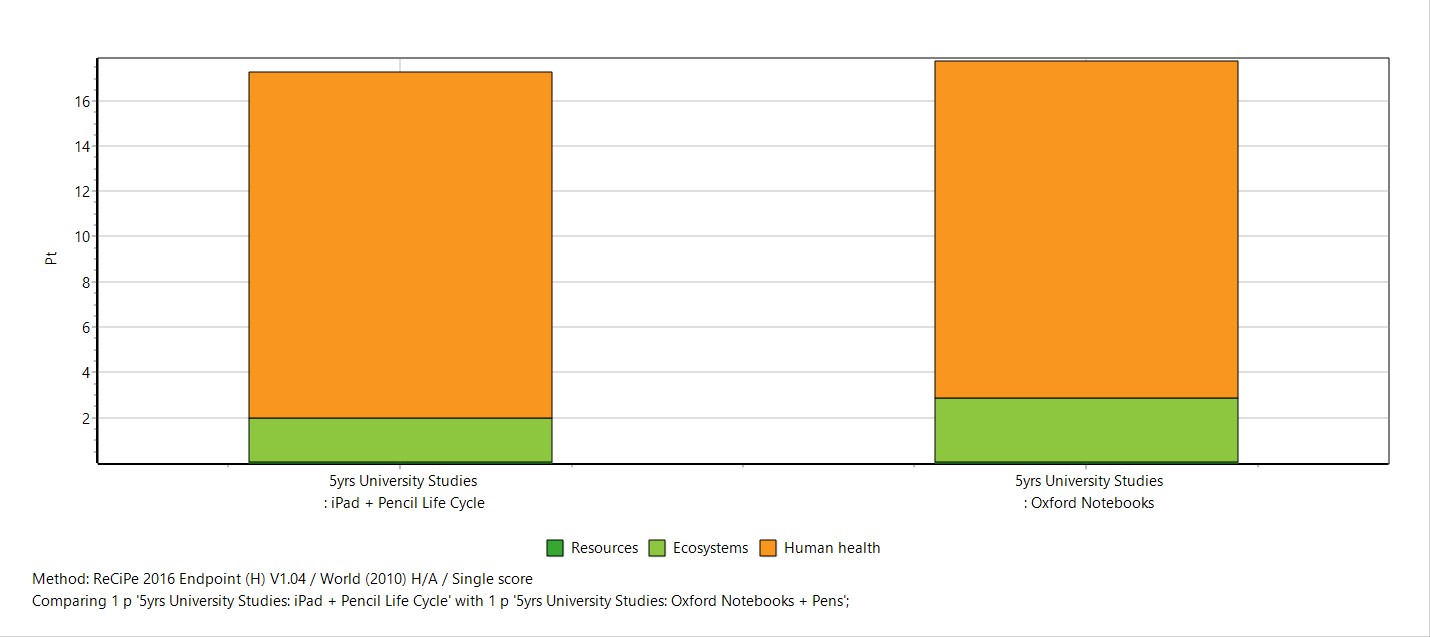 16
14
12
10
8
6
4
2
Pt
5yrs University Studies
: iPad + Pencil Life Cycle
5yrs University Studies
: Oxford Notebooks
Resources Ecosystems Human health
Method: ReCiPe 2016 Endpoint (H) V1.04 / World (2010) H/A / Single score
Comparing 1 p '5yrs University Studies: iPad + Pencil Life Cycle' with 1 p '5yrs University Studies: Oxford Notebooks + Pens';